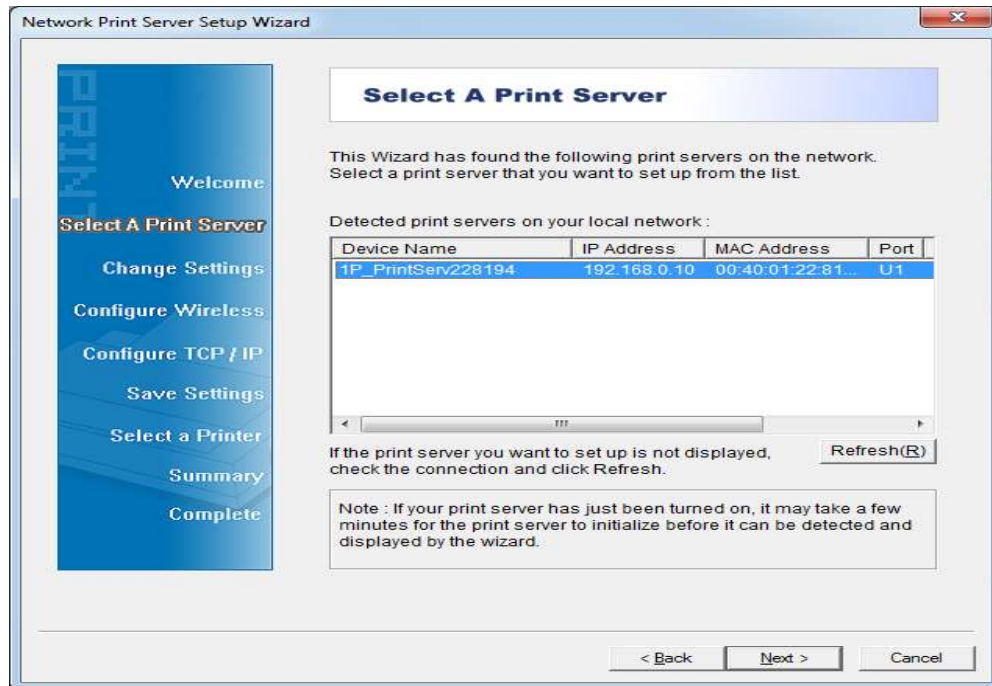 Network Print Server Setup Wizard
PRINT
Welcome
Select A Print Server
Change Settings
Configure Wireless
Configure TCP / IP
Save Settings
Select a Printer
Summary
Complete
Select A Print Server
This Wizard has found the following print servers on the network.
Select a print server that you want to set up from the list.
Detected print servers on your local network :
Device Name IP Address MAC Address Port
1P_PrintServ228194 192.168.0.10 00:40:01:22:81... U1
If the print server you want to set up is not displayed,
check the connection and click Refresh.
Refresh(R)
Note : If your print server has just been turned on, it may take a few
minutes for the print server to initialize before it can be detected and
displayed by the wizard.
< Back Next > Cancel